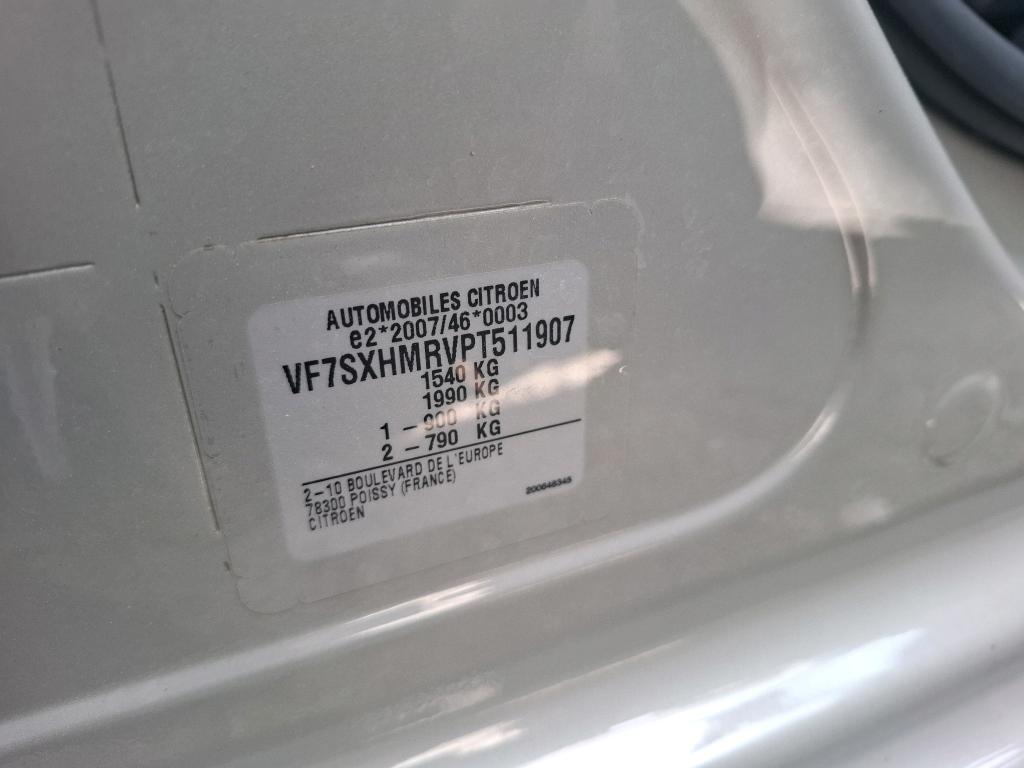 AUTOMOBILES CITROEN
e2*2007/46*0003
VF7SXHMRVPT511907
1540 KG
1990 KG
1 - 900 KG
2 - 790 KG
2-10 BOULEVARD DE L'EUROPE
78300 POISSY (FRANCE)
CITROEN